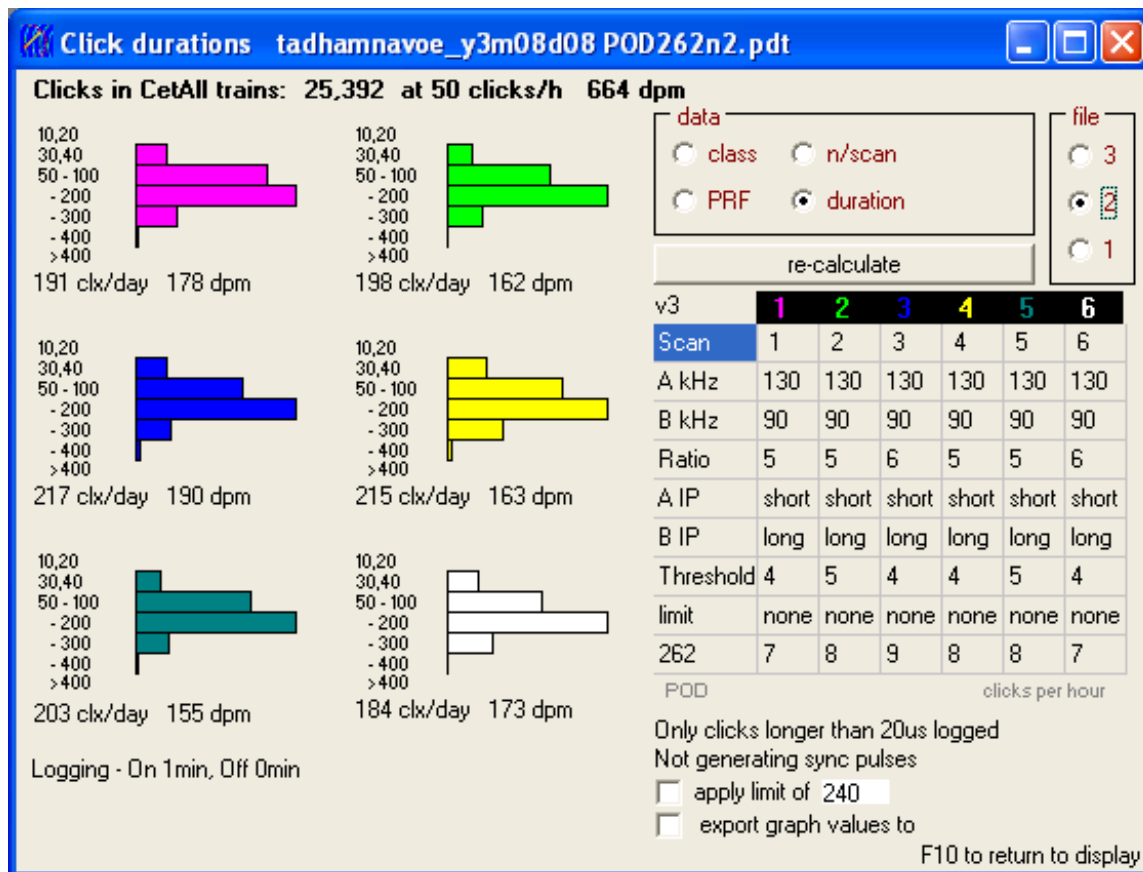 Click durations tadhamnavoe_y3m08d08 POD262n2.pdt
Clicks in CetAll trains: 25,392 at 50 clicks/h 664 dpm
10,20
30,40
50 - 100
- 200
- 300
- 400
>400
191 clx/day 178 dpm
10,20
30,40
50 - 100
- 200
- 300
- 400
>400
198 clx/day 162 dpm
10,20
30,40
50 - 100
- 200
- 300
- 400
>400
217 clx/day 190 dpm
10,20
30,40
50 - 100
- 200
- 300
- 400
>400
215 clx/day 163 dpm
10,20
30,40
50 - 100
- 200
- 300
- 400
>400
203 clx/day 155 dpm
10,20
30,40
50 - 100
- 200
- 300
- 400
>400
184 clx/day 173 dpm
Logging - On 1min, Off 0min
data
class n/scan
PRF duration
file
3
2
1
re-calculate
v3 1 2 3 4 5 6
Scan 1 2 3 4 5 6
A kHz 130 130 130 130 130 130
B kHz 90 90 90 90 90 90
Ratio 5 5 6 5 5 6
A IP short short short short short short
B IP long long long long long long
Threshold 4 5 4 4 5 4
limit none none none none none none
262 7 8 9 8 8 7
POD clicks per hour
Only clicks longer than 20us logged
Not generating sync pulses
apply limit of 240
export graph values to
F10 to return to display